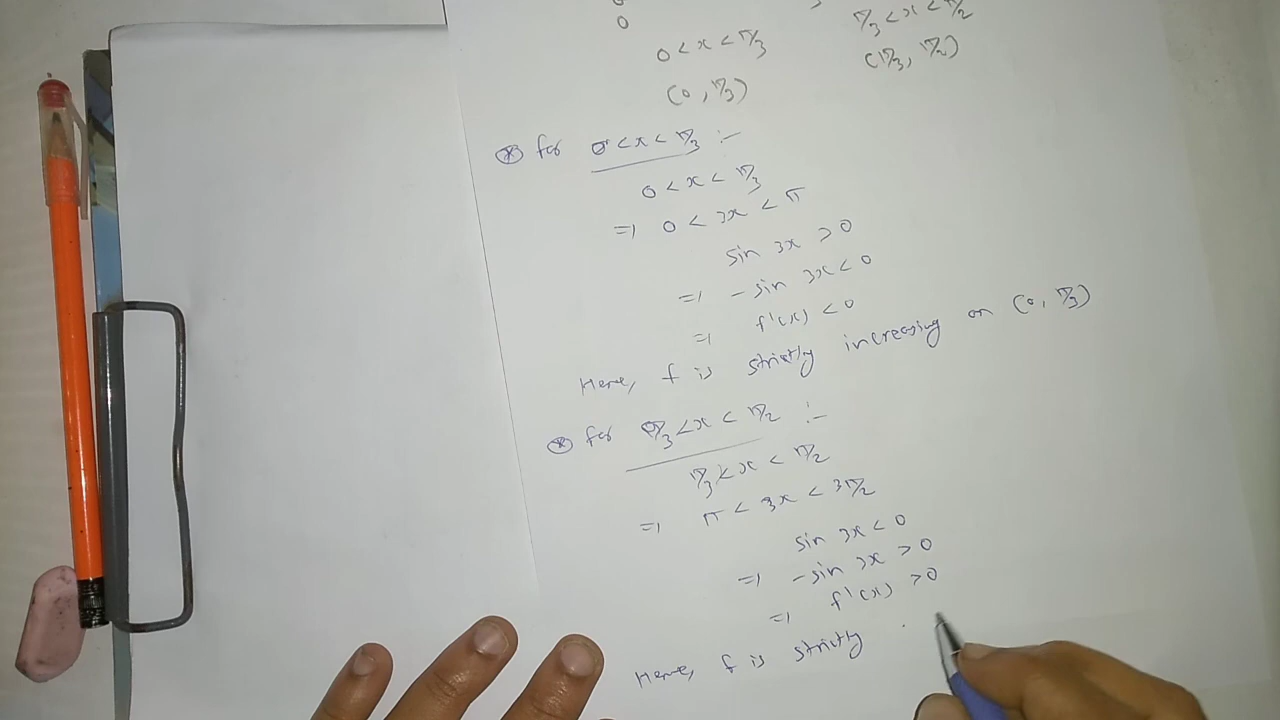 0
π/3 < x < π/2
0 < x < π/3
(π/3, π/2)
(0, π/3)
⊛ for 0 < x < π/3 :-
0 < x < π/3
=) 0 < 3x < π
sin 3x > 0
=) -sin 3x < 0
=) f'(x) < 0
Here, f is strictly increasing on (0, π/3)
⊛ for π/3 < x < π/2 :-
π/3 < x < π/2
=) π < 3x < 3π/2
sin 3x < 0
=) -sin 3x > 0
=) f'(x) > 0
Here, f is strictly